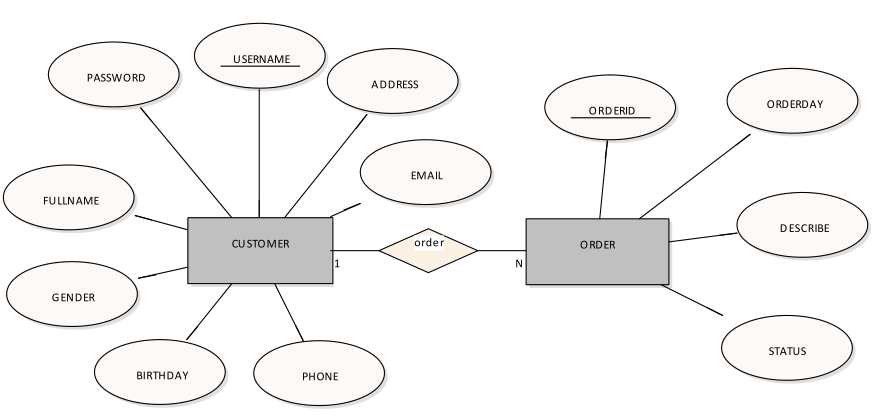 USERNAME
PASSWORD
ADDRESS
ORDERID
ORDERDAY
EMAIL
FULLNAME
DESCRIBE
CUSTOMER
order
ORDER
1
N
GENDER
STATUS
BIRTHDAY
PHONE